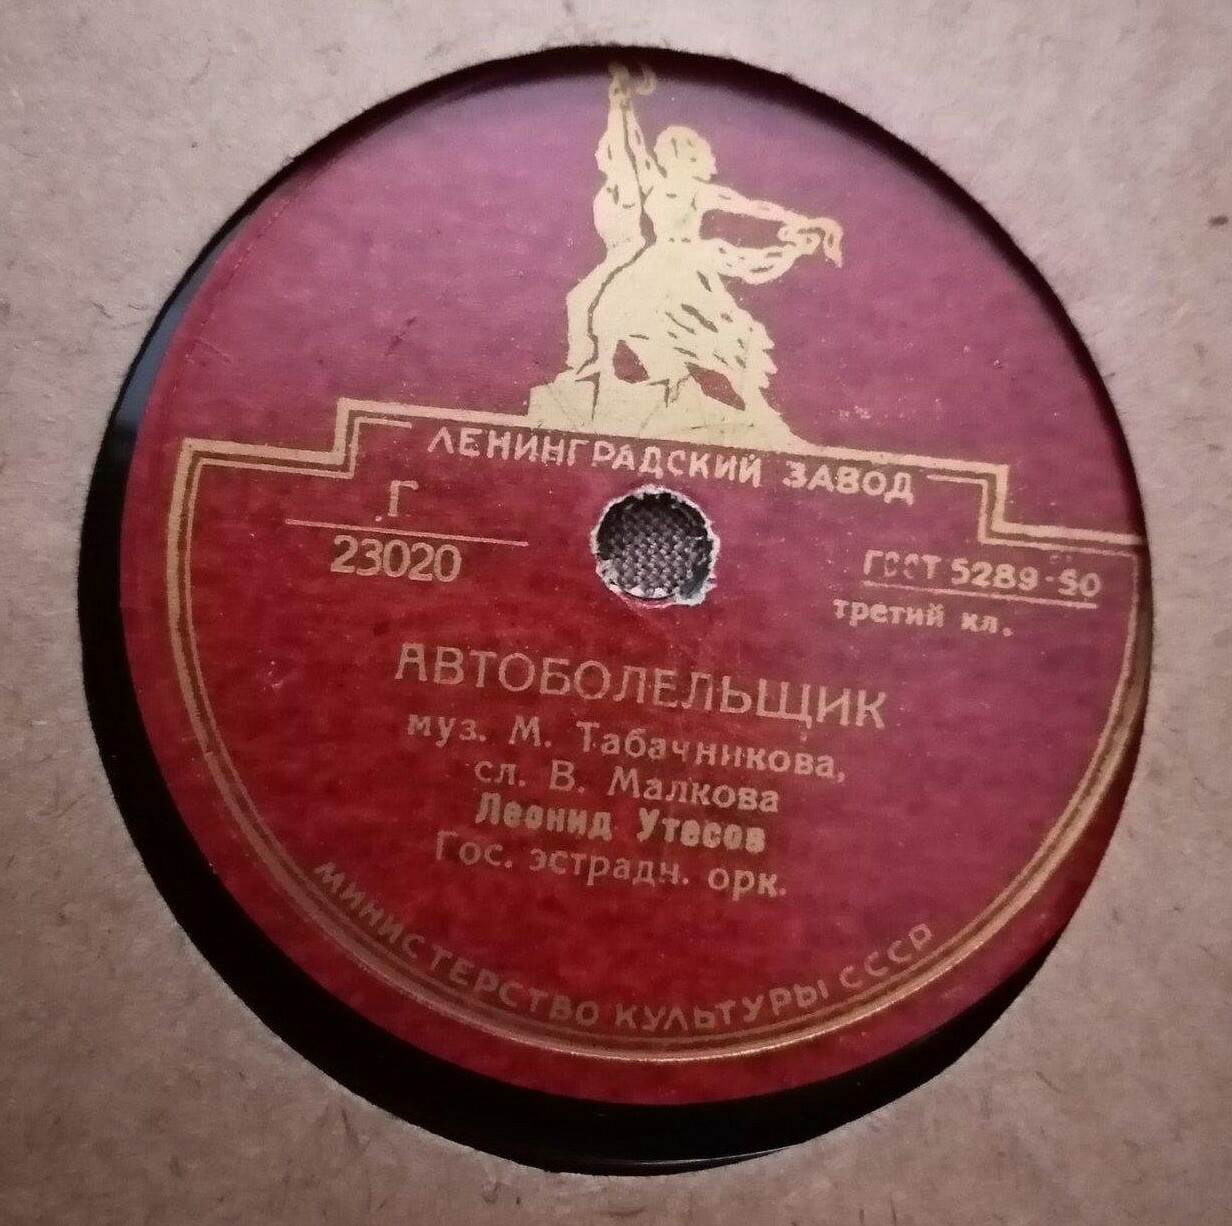 ЛЕНИНГРАДСКИЙ ЗАВОД
Г
23020
ГОСТ 5289-50
третий кл.
АВТОБОЛЕЛЬЩИК
муз. М. Табачникова,
сл. В. Малкова
Леонид Утесов
Гос. эстрадн. орк.
МИНИСТЕРСТВО КУЛЬТУРЫ СССР